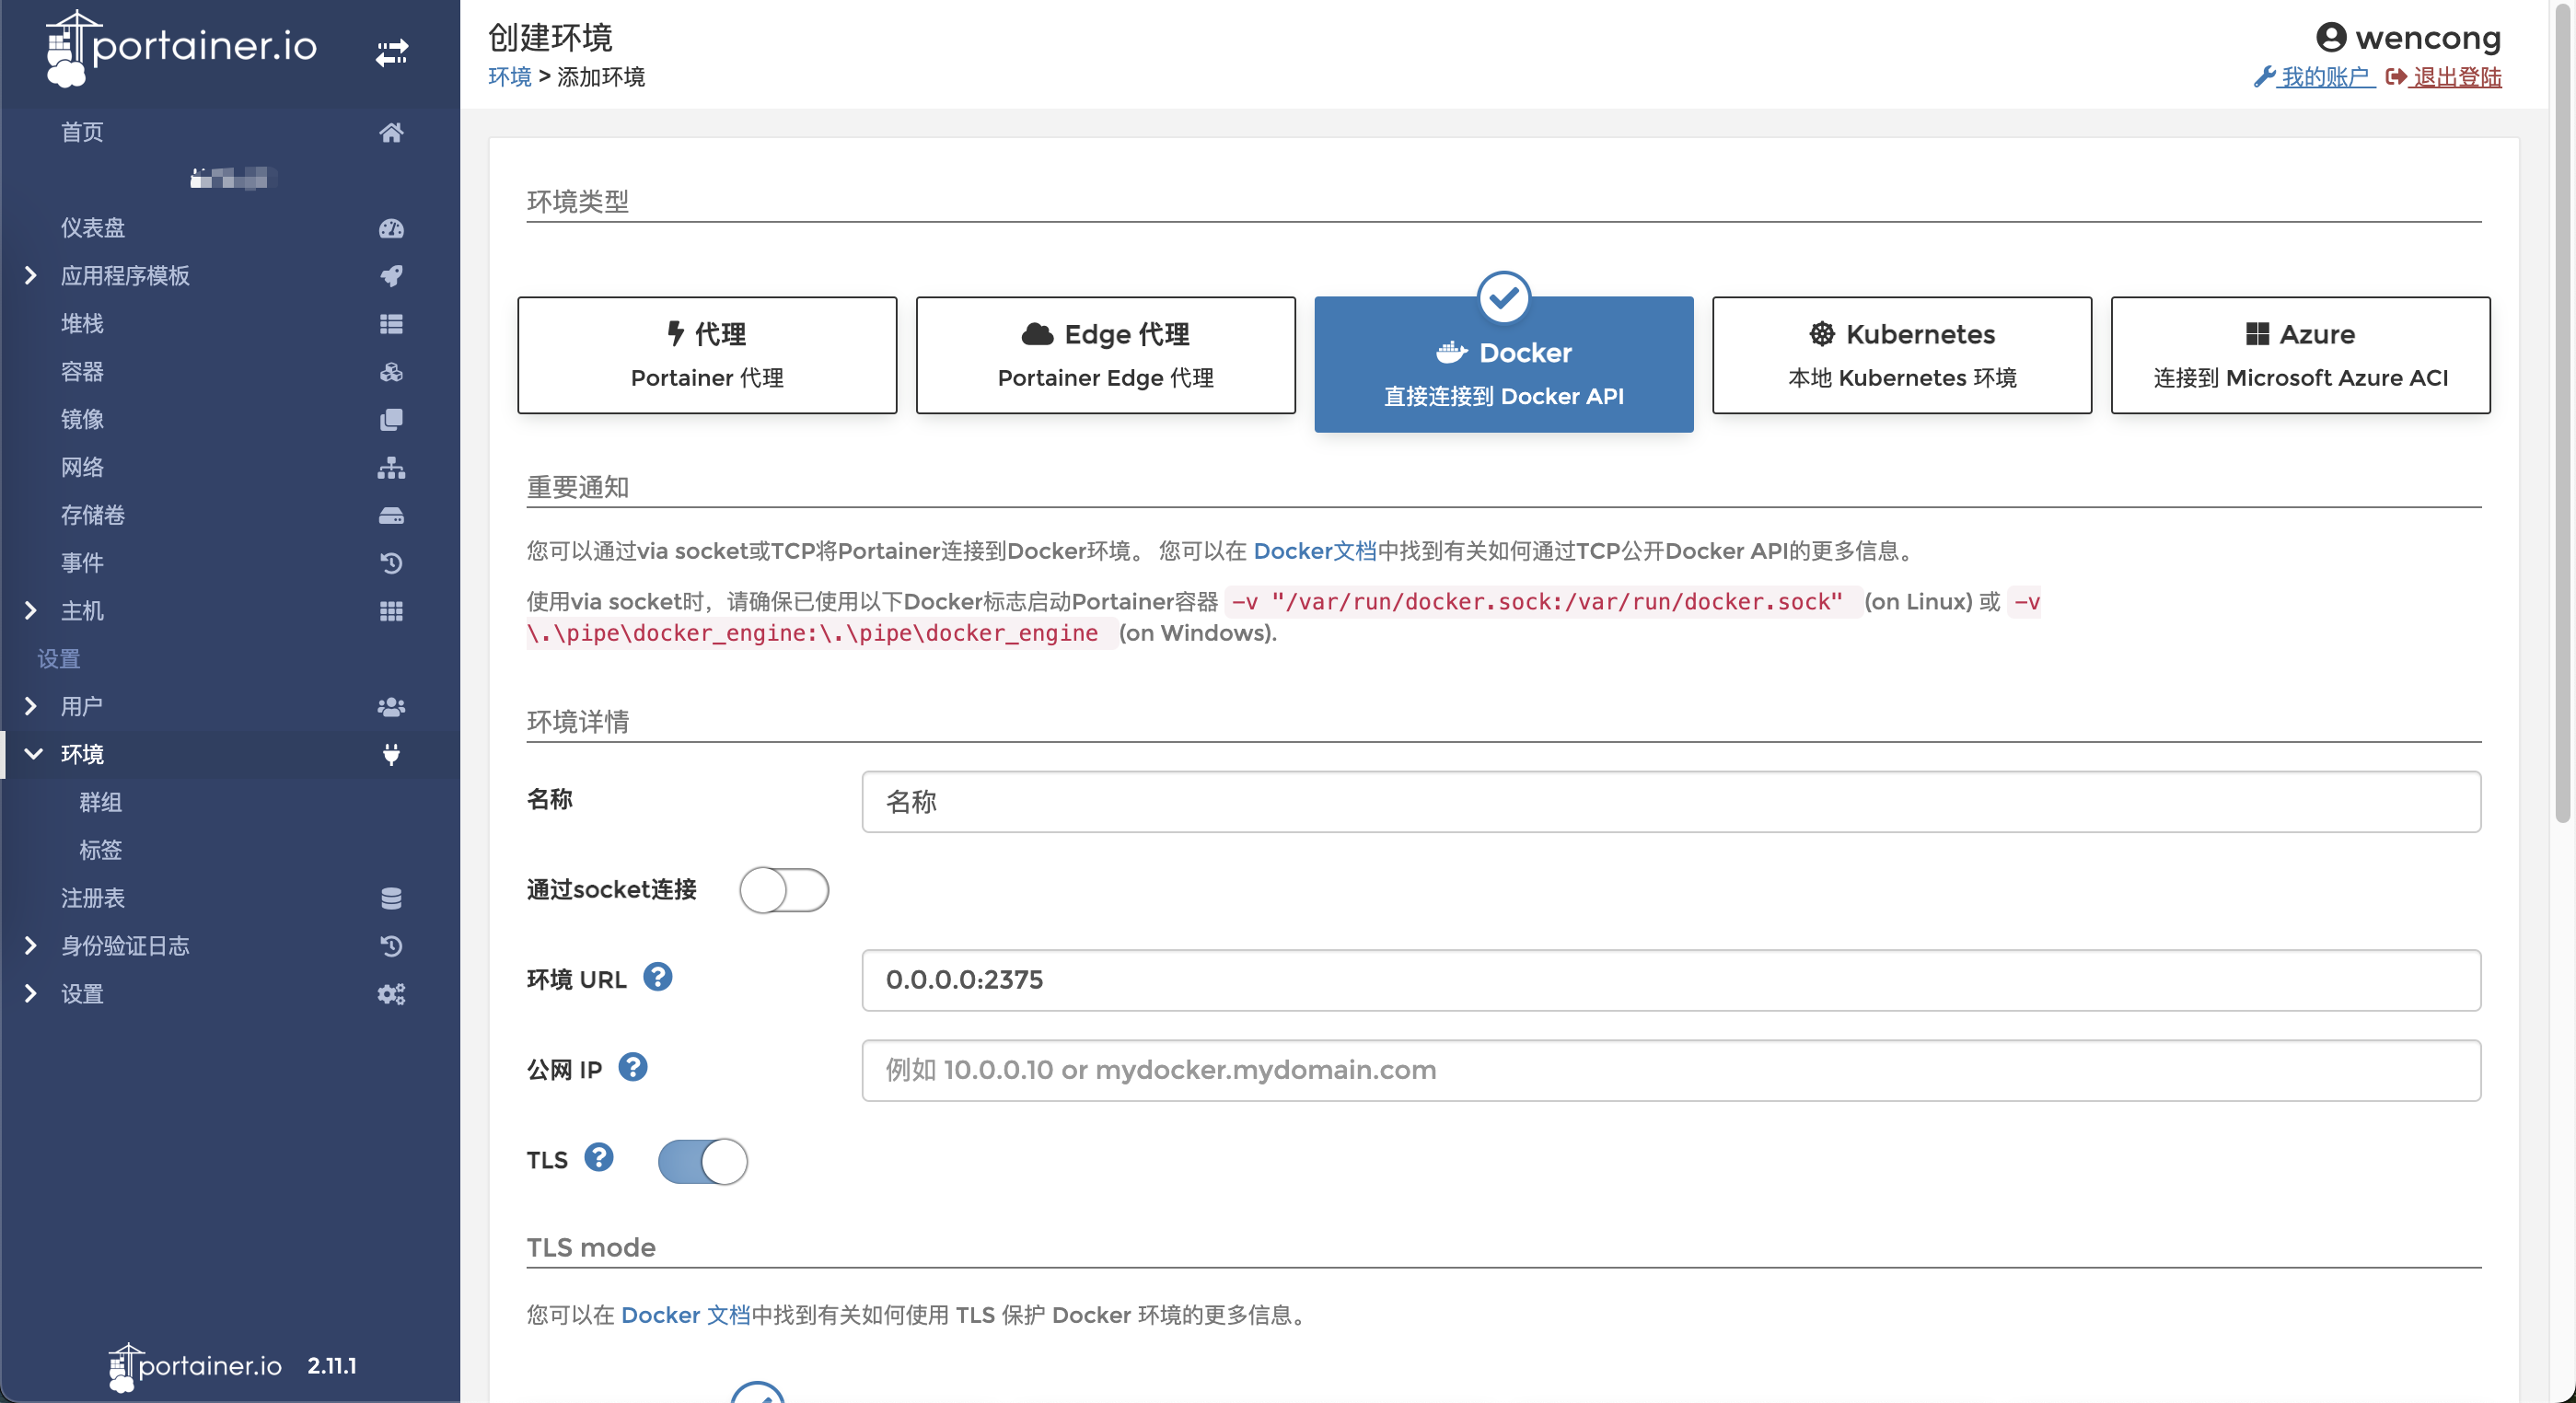 portainer.io
首页
仪表盘
应用程序模板
堆栈
容器
镜像
网络
存储卷
事件
主机
设置
用户
环境
群组
标签
注册表
身份验证日志
设置
portainer.io 2.11.1
创建环境
环境 > 添加环境
wencong
我的账户 退出登陆
环境类型
代理
Portainer 代理
Edge 代理
Portainer Edge 代理
Docker
直接连接到 Docker API
Kubernetes
本地 Kubernetes 环境
Azure
连接到 Microsoft Azure ACI
重要通知
您可以通过via socket或TCP将Portainer连接到Docker环境。 您可以在 Docker文档中找到有关如何通过TCP公开Docker API的更多信息。
使用via socket时，请确保已使用以下Docker标志启动Portainer容器 -v "/var/run/docker.sock:/var/run/docker.sock" (on Linux) 或 -v
\.\pipe\docker_engine:\.\pipe\docker_engine (on Windows).
环境详情
名称 名称
通过socket连接
环境 URL 0.0.0.0:2375
公网 IP 例如 10.0.0.10 or mydocker.mydomain.com
TLS
TLS mode
您可以在 Docker 文档中找到有关如何使用 TLS 保护 Docker 环境的更多信息。